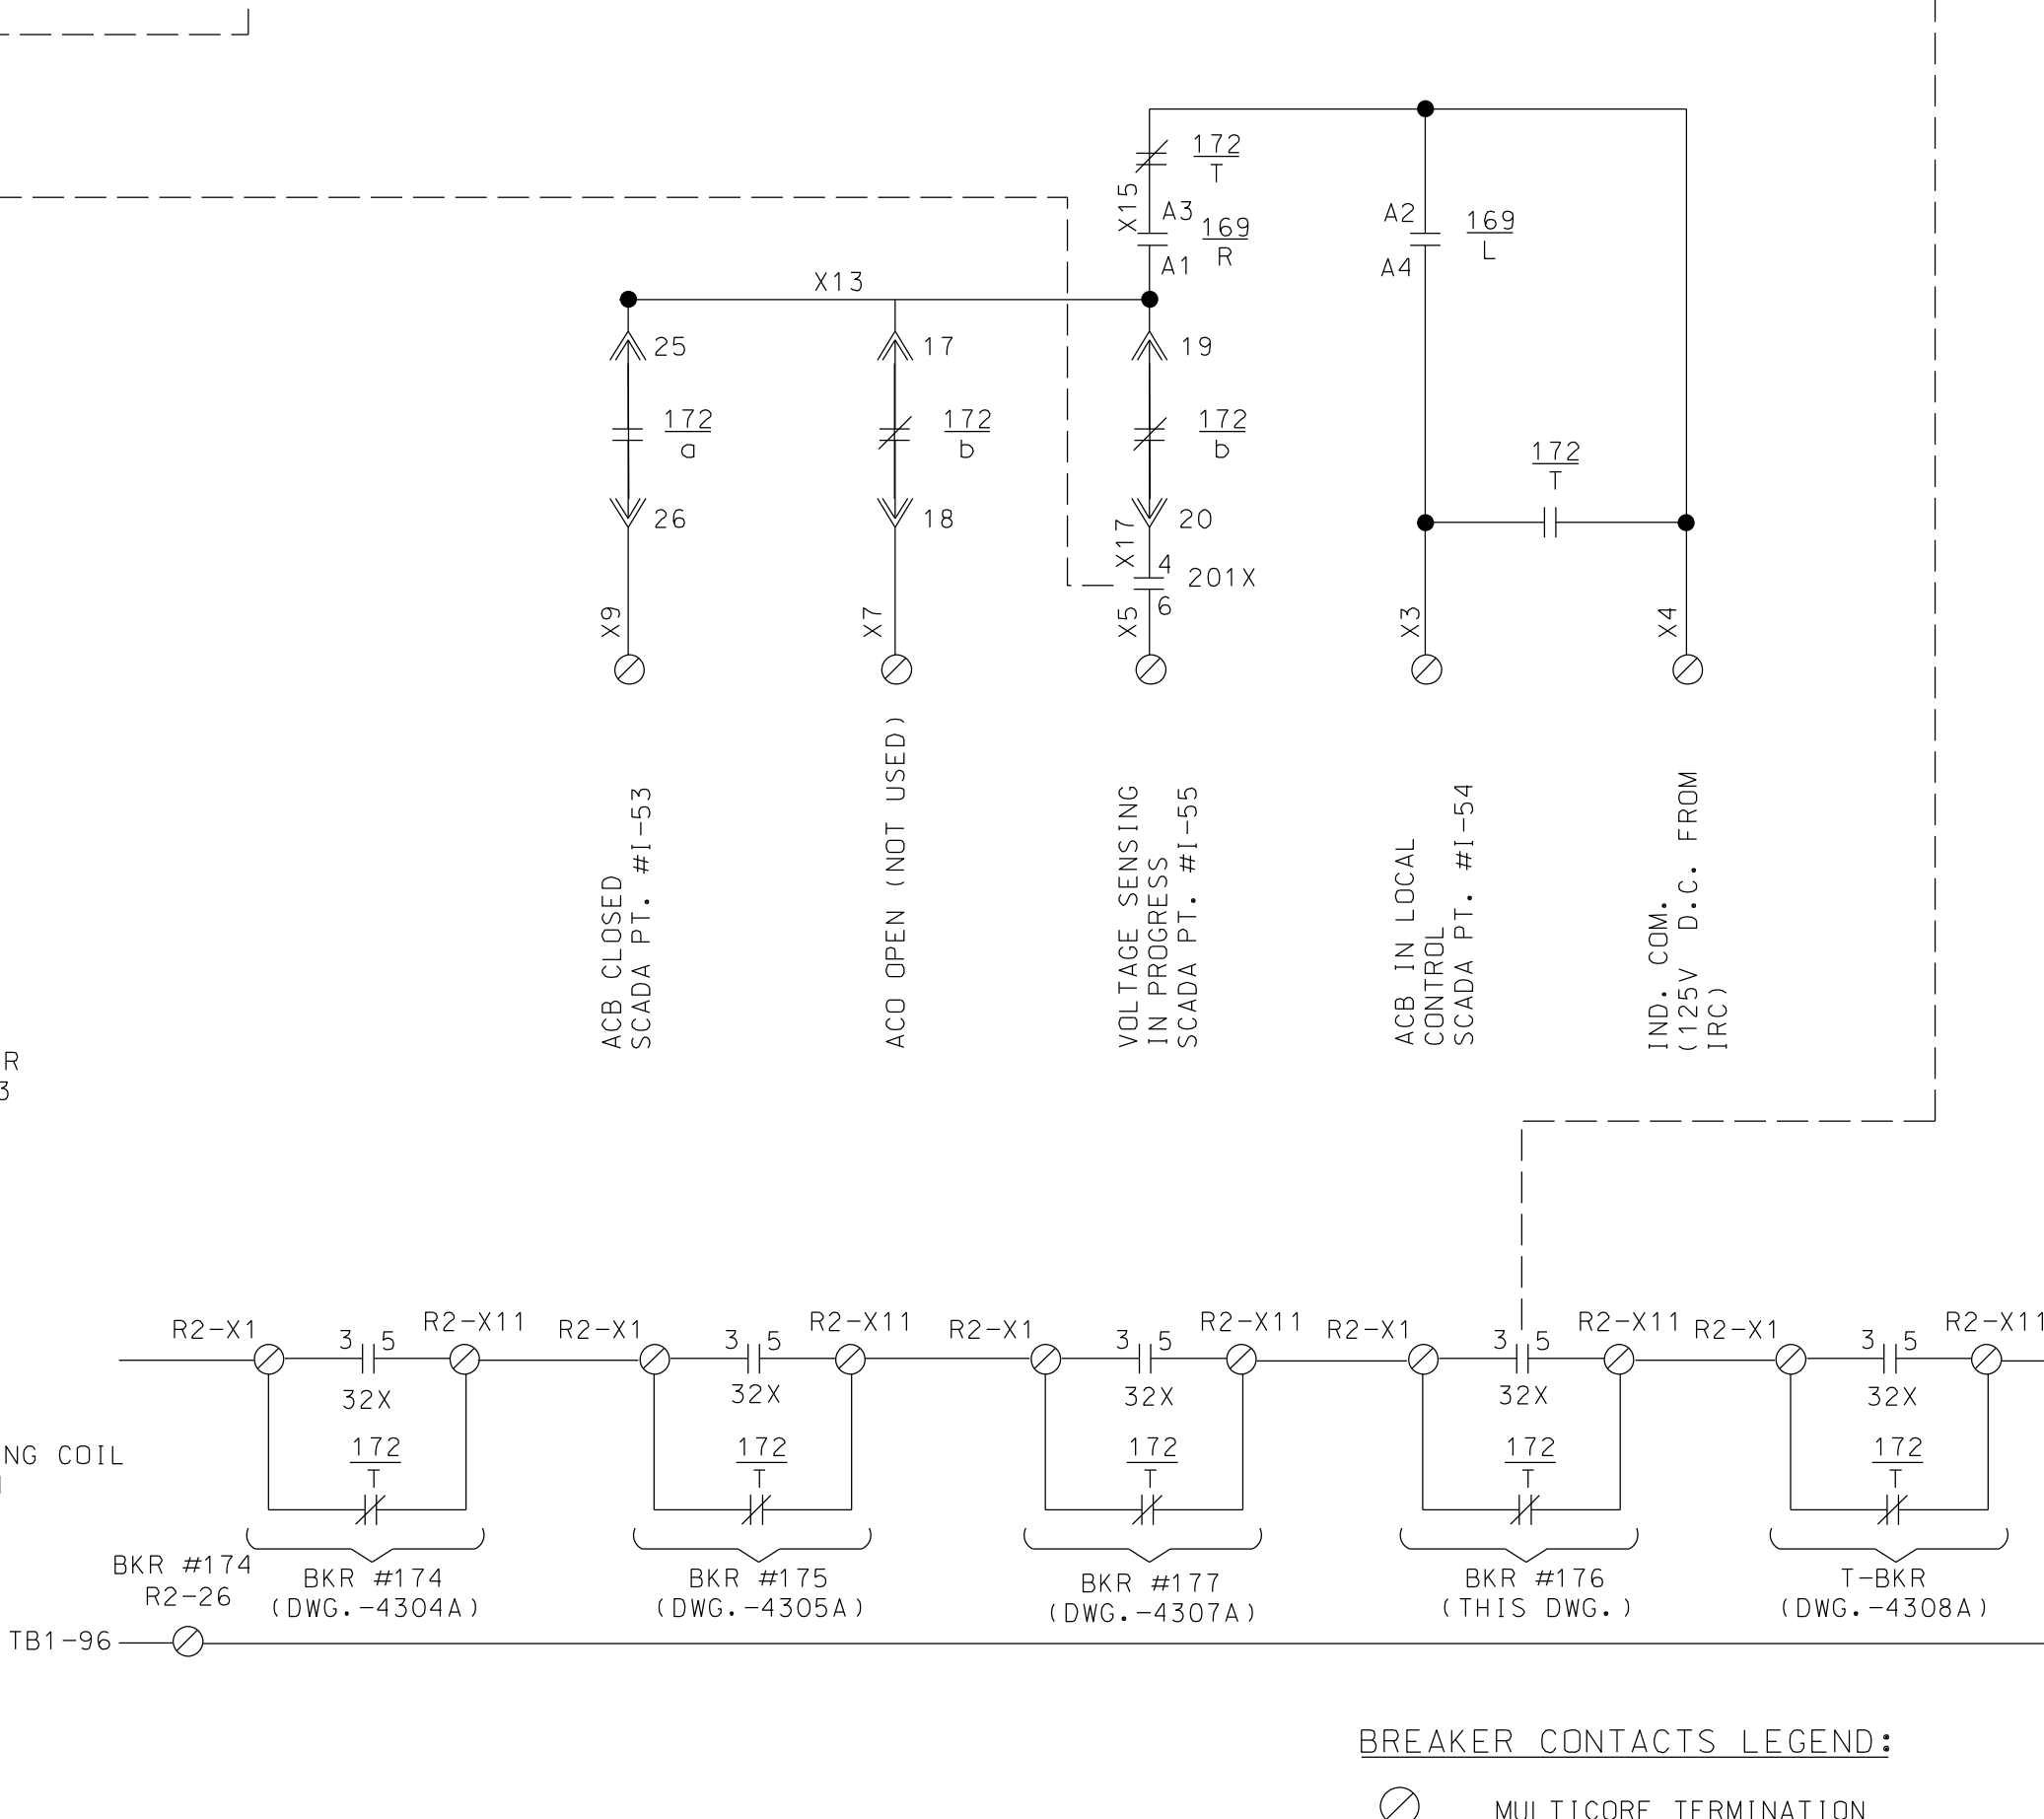 172
T
X15
A3
169
R
A1
A2
169
L
A4
X13
25
17
19
172
a
172
b
172
b
172
T
26
18
20
X17
4
201X
6
X9
X7
X5
X3
X4
ACB CLOSED
SCADA PT. #I-53
ACO OPEN (NOT USED)
VOLTAGE SENSING
IN PROGRESS
SCADA PT. #I-55
ACB IN LOCAL
CONTROL
SCADA PT. #I-54
IND. COM.
(125V D.C. FROM
IRC)
R
3
R2-X1
3 5
R2-X11
R2-X1
3 5
R2-X11
R2-X1
3 5
R2-X11
R2-X1
3 5
R2-X11
R2-X1
3 5
R2-X11
32X
32X
32X
32X
32X
NG COIL
172
T
172
T
172
T
172
T
172
T
BKR #174
R2-26
BKR #174
(DWG.-4304A)
BKR #175
(DWG.-4305A)
BKR #177
(DWG.-4307A)
BKR #176
(THIS DWG.)
T-BKR
(DWG.-4308A)
TB1-96
BREAKER CONTACTS LEGEND:
MULTICORE TERMINATION